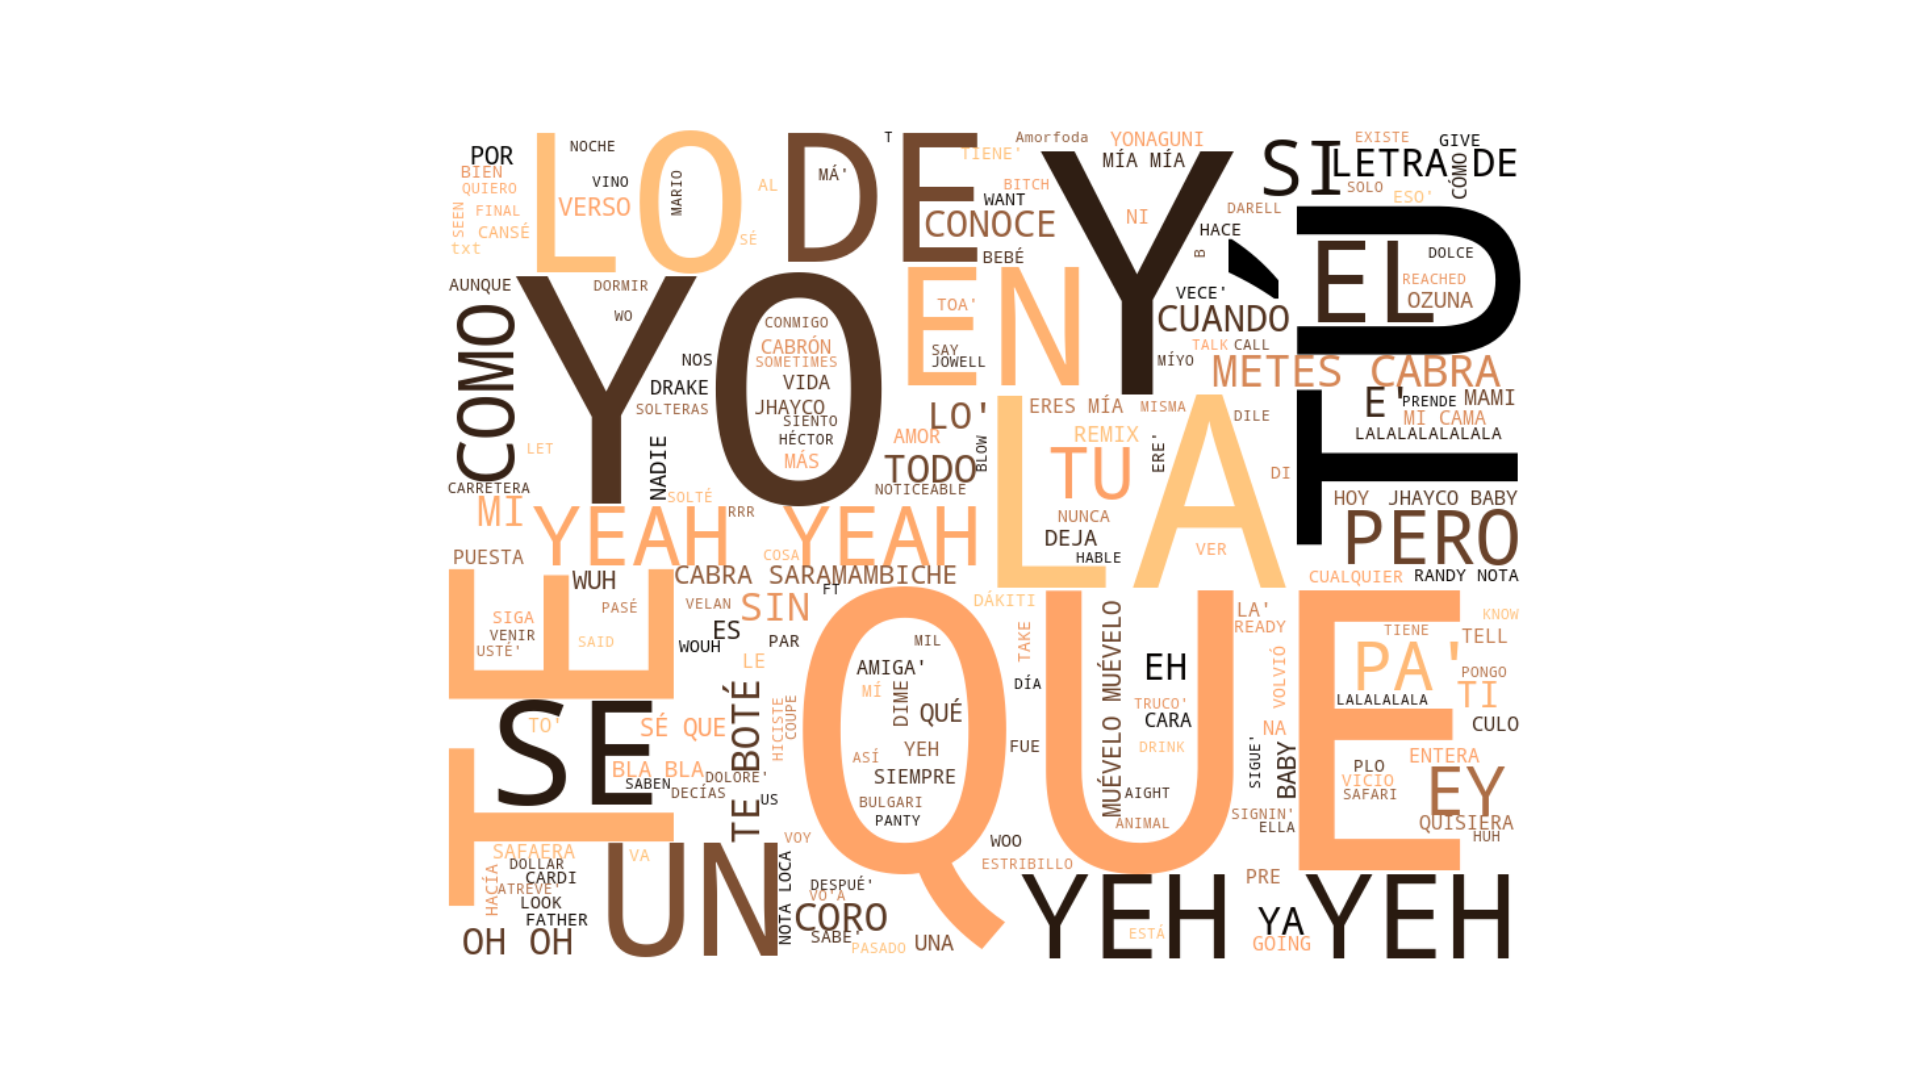 POR
BIEN
QUIERO
SEEN
FINAL
CANSÉ
txt
LO
NOCHE
VINO
VERSO
MARIO
AL
SÉ
DE
MÁ'
T
TIENE'
Amorfoda
YONAGUNI
MÍA MÍA
BITCH
WANT
CONOCE
BEBÉ
Y
NI
SI
EXISTE
GIVE
LETRA DE
CÓMO
SOLO
ESO'
DARELL
HACE
B
D'
EL
DOLCE
REACHED
OZUNA
AUNQUE
DORMIR
WO
COMO
YO
NOS
DRAKE
SOLTERAS
CONMIGO
CABRÓN
SOMETIMES
VIDA
JHAYCO
SIENTO
HÉCTOR
MÁS
EN
TOA'
SAY
JOWELL
VECE'
CUANDO
TALK
CALL
MÍYO
METES CABRA
E'
PRENDE
MAMI
MI CAMA
LALALALALALA
LO'
AMOR
TODO
BLOW
NOTICEABLE
LA
ERES MÍA
MISMA
REMIX
TU
ERE'
DILE
DI
T
HOY
JHAYCO BABY
PERO
LET
NADIE
SOLTÉ
CARRETERA
MI
YEAH YEAH
RRR
COSA
NUNCA
DEJA
HABLE
VER
CUALQUIER
RANDY NOTA
PUESTA
WUH
CABRA SARAMAMBICHE
FT
TE
PASÉ
SIGA
VENIR
USTÉ'
SAID
VELAN
SIN
ES
WOUH
PAR
LE
QUE
DÁKITI
TAKE
DÍA
MIL
AMIGA'
MÍ
DIME
QUÉ
YEH
ASÍ
SIEMPRE
BULGARI
PANTY
FUE
MUÉVELO MUÉVELO
EH
TRUCO'
CARA
DRINK
AIGHT
ANIMAL
LA'
READY
VOLVIÓ
NA
SIGUE'
BABY
SIGNIN'
ELLA
KNOW
TIENE
TELL
PA'
PONGO
TI
LALALALALA
CULO
ENTERA
PLO
VICIO
SAFARI
EY
QUISIERA
HUH
SE
TO'
SÉ QUE
TE BOTÉ
HICISTE
COUPE
BLA BLA
SABEN
DOLORE'
DECÍAS
US
VOY
SAFAERA
DOLLAR
CARDI
HACÍA
ATREVE'
LOOK
FATHER
OH OH
UN
VA
NOTA LOCA
DESPUÉ'
VO'A
CORO
SABE'
PASADO
UNA
WOO
ESTRIBILLO
YEH YEH
ESTÁ
PRE
YA
GOING